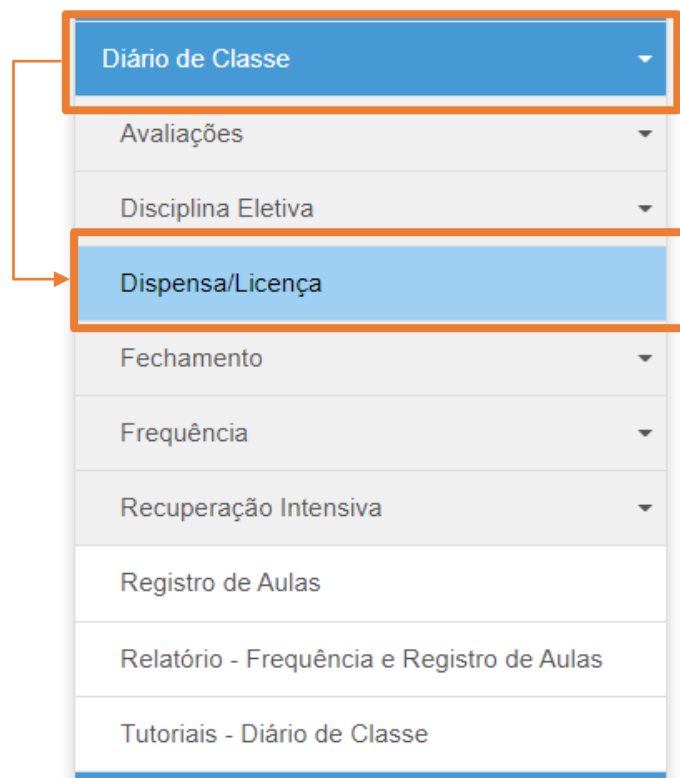 Diário de Classe
Avaliações
Disciplina Eletiva
Dispensa/Licença
Fechamento
Frequência
Recuperação Intensiva
Registro de Aulas
Relatório - Frequência e Registro de Aulas
Tutoriais - Diário de Classe